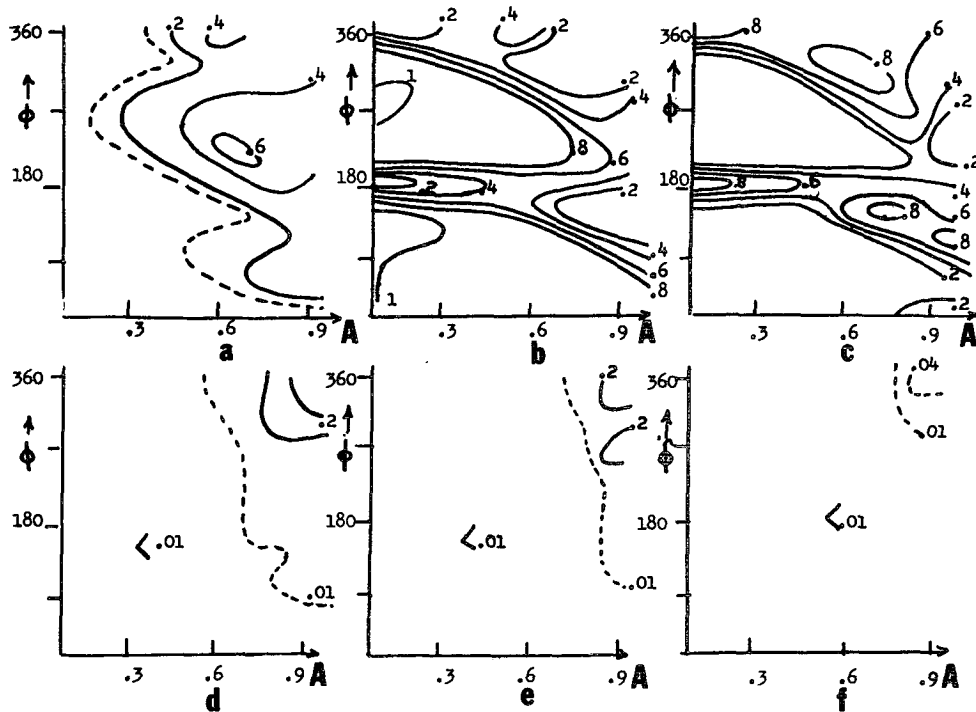 360 .2 .4 360 .2 .4 360 .8 .6
Φ .4 Φ 1 .2 .4 Φ .8 .4 .2
.6 .8 .6 .2
180 180 .2 .4 .2 180 .8 .6 .4 .6 .8 .8
.4 .6 .8 .2
1 .2
.3 .6 .9 A .3 .6 .9 A .3 .6 .9 A
a b c
360 .2 360 .2 .2 360 .04 .01
Φ Φ Φ
180 <.01 180 <.01 180 <.01
.01 .01
.3 .6 .9 A .3 .6 .9 A .3 .6 .9 A
d e f